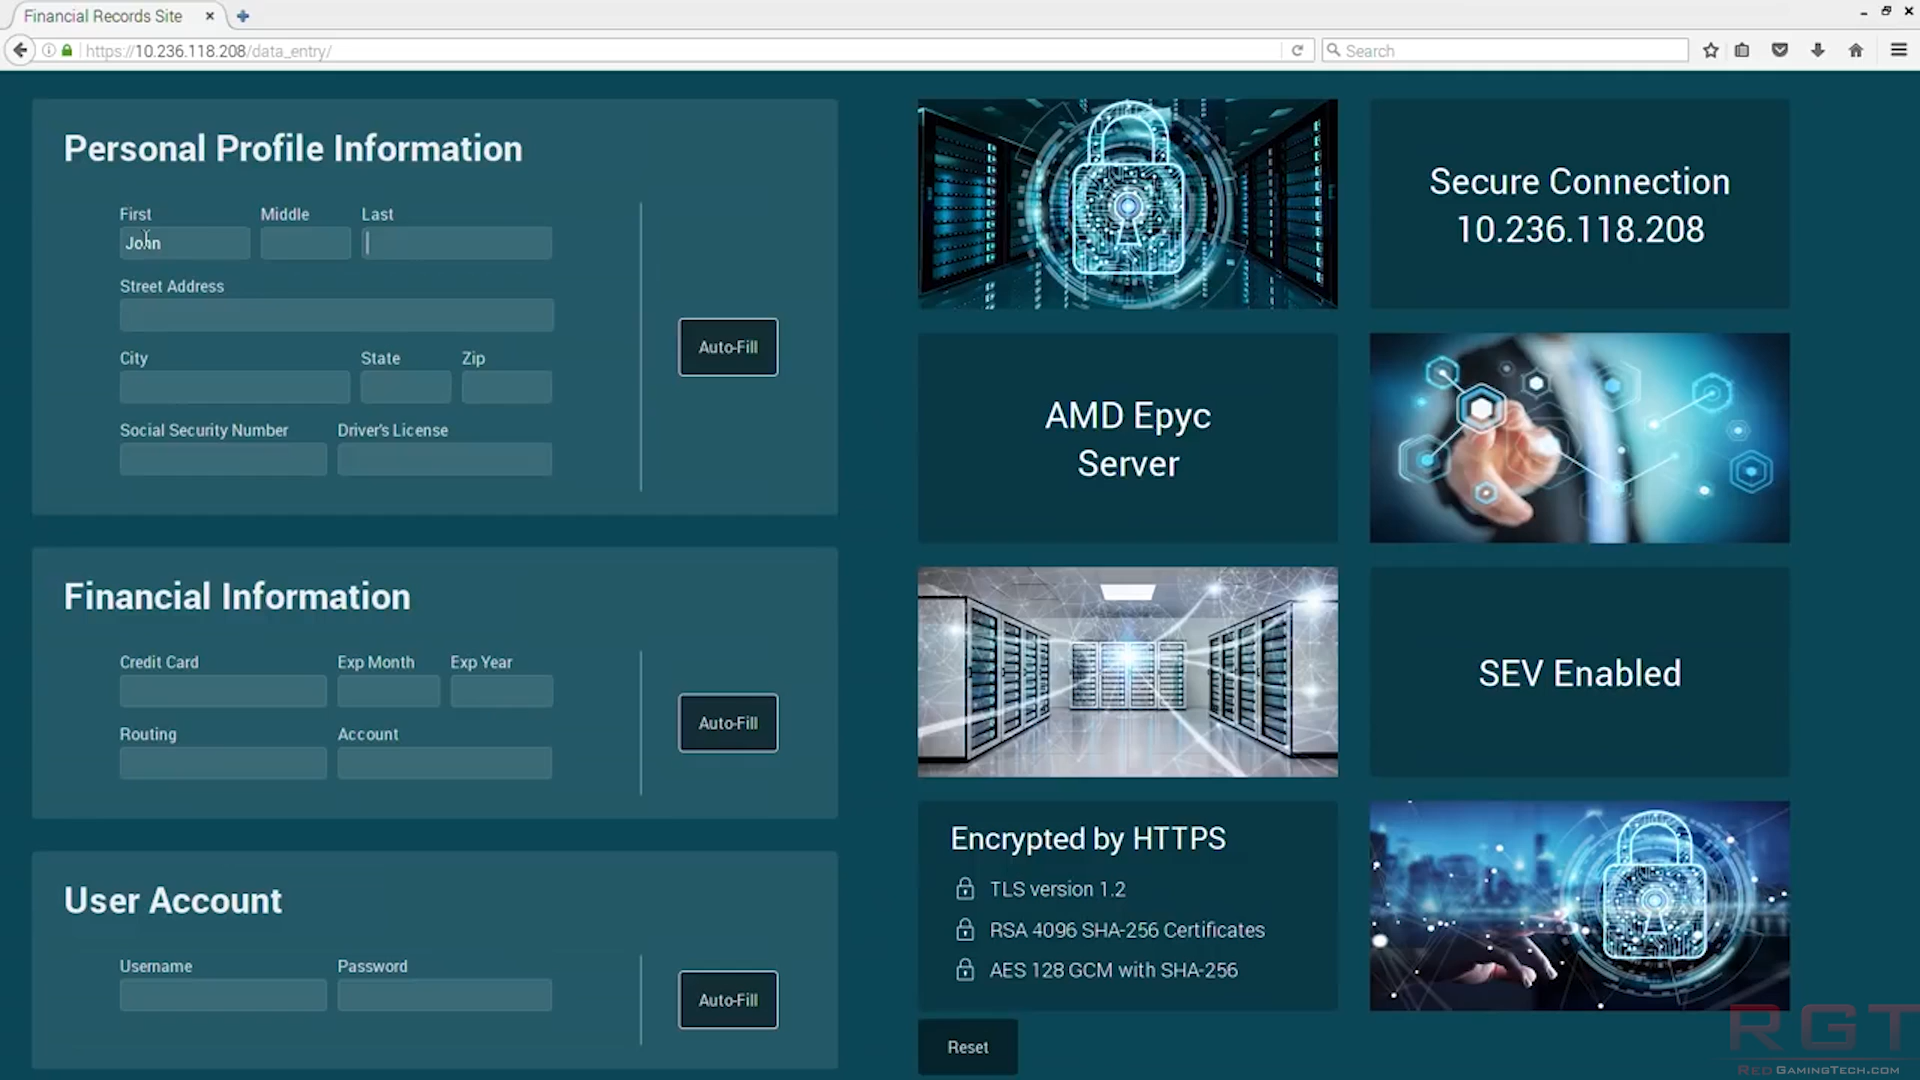 Financial Records Site
https://10.236.118.208/data_entry/
Search
Personal Profile Information
First Middle Last
John
Street Address
City State Zip
Auto-Fill
Social Security Number Driver's License
Financial Information
Credit Card Exp Month Exp Year
Auto-Fill
Routing Account
User Account
Username Password
Auto-Fill
Secure Connection
10.236.118.208
AMD Epyc
Server
SEV Enabled
Encrypted by HTTPS
TLS version 1.2
RSA 4096 SHA-256 Certificates
AES 128 GCM with SHA-256
Reset
RGT
RedGamingTech.com